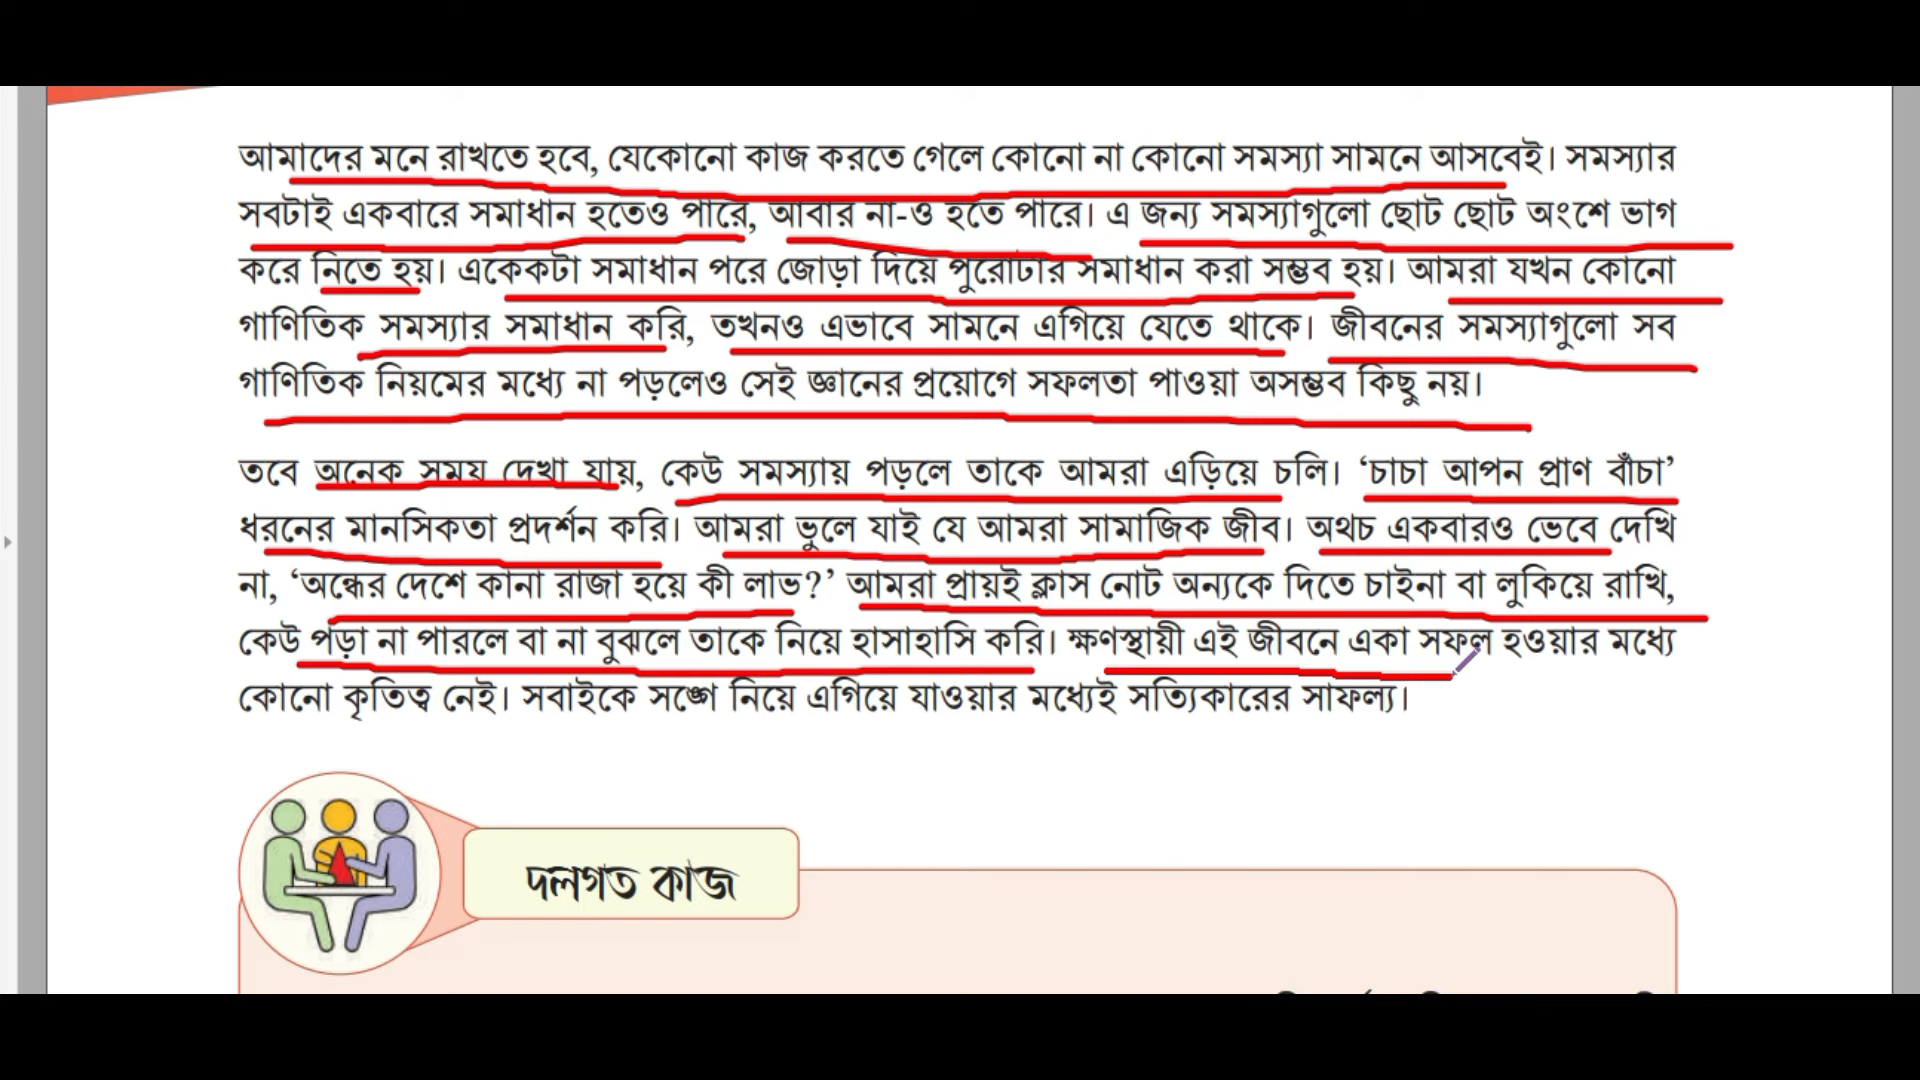 আমাদের মনে রাখতে হবে, যেকোনো কাজ করতে গেলে কোনো না কোনো সমস্যা সামনে আসবেই। সমস্যার
সবটাই একবারে সমাধান হতেও পারে, আবার না-ও হতে পারে। এ জন্য সমস্যাগুলো ছোট ছোট অংশে ভাগ
করে নিতে হয়। একেকটা সমাধান পরে জোড়া দিয়ে পুরোটার সমাধান করা সম্ভব হয়। আমরা যখন কোনো
গাণিতিক সমস্যার সমাধান করি, তখনও এভাবে সামনে এগিয়ে যেতে থাকে। জীবনের সমস্যাগুলো সব
গাণিতিক নিয়মের মধ্যে না পড়লেও সেই জ্ঞানের প্রয়োগে সফলতা পাওয়া অসম্ভব কিছু নয়।
তবে অনেক সময় দেখা যায়, কেউ সমস্যায় পড়লে তাকে আমরা এড়িয়ে চলি। ‘চাচা আপন প্রাণ বাঁচা’
ধরনের মানসিকতা প্রদর্শন করি। আমরা ভুলে যাই যে আমরা সামাজিক জীব। অথচ একবারও ভেবে দেখি
না, ‘অন্ধের দেশে কানা রাজা হয়ে কী লাভ?’ আমরা প্রায়ই ক্লাস নোট অন্যকে দিতে চাইনা বা লুকিয়ে রাখি,
কেউ পড়া না পারলে বা না বুঝলে তাকে নিয়ে হাসাহাসি করি। ক্ষণস্থায়ী এই জীবনে একা সফল হওয়ার মধ্যে
কোনো কৃতিত্ব নেই। সবাইকে সঙ্গে নিয়ে এগিয়ে যাওয়ার মধ্যেই সত্যিকারের সাফল্য।
দলগত কাজ